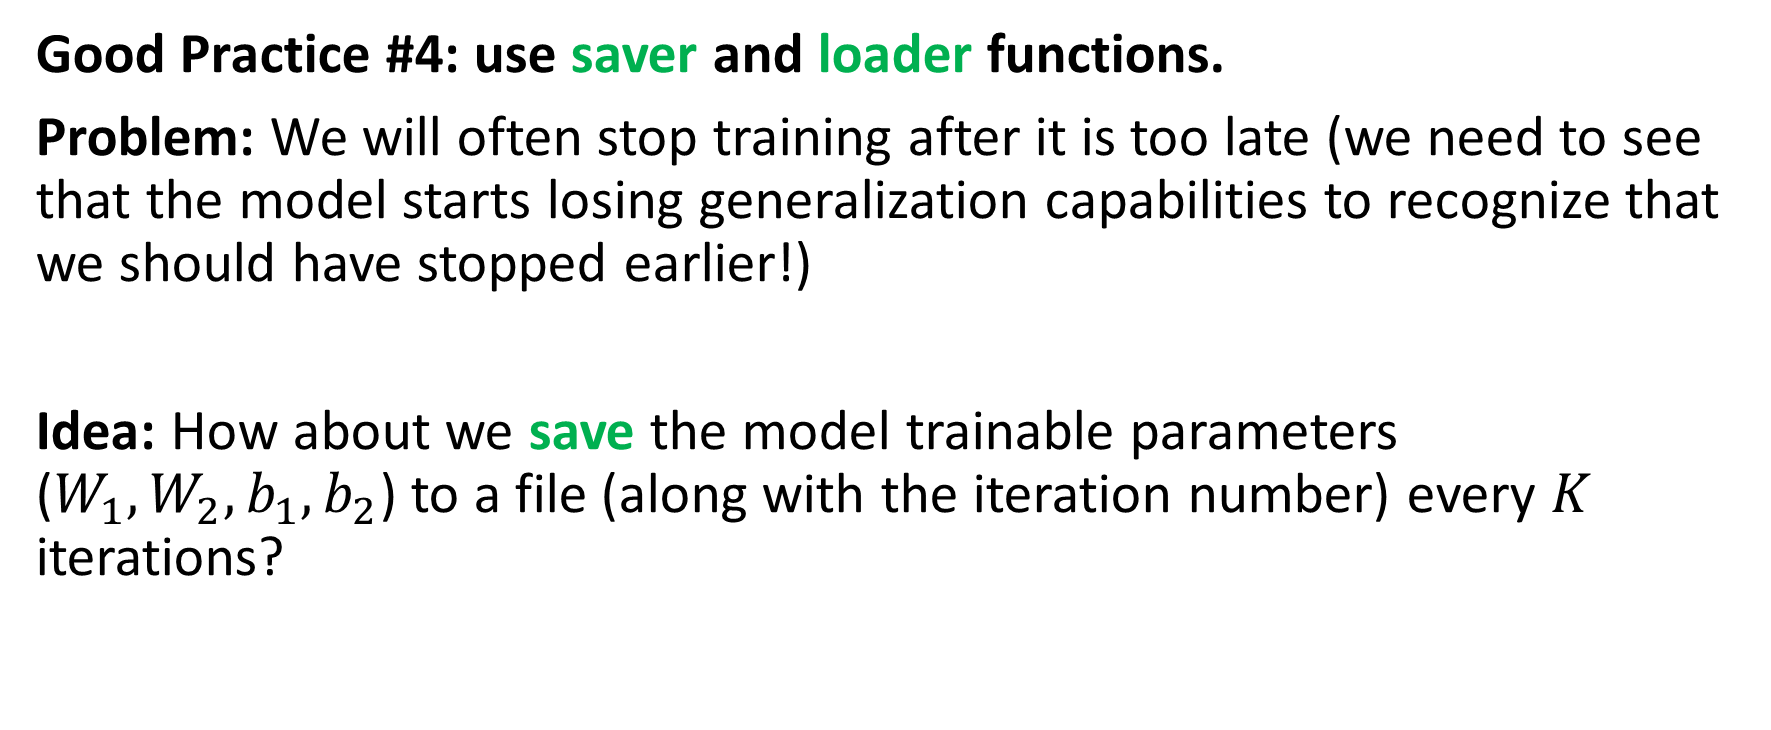 Good Practice #4: use saver and loader functions.
Problem: We will often stop training after it is too late (we need to see
that the model starts losing generalization capabilities to recognize that
we should have stopped earlier!)
Idea: How about we save the model trainable parameters
(𝑊₁, 𝑊₂, 𝑏₁, 𝑏₂) to a file (along with the iteration number) every 𝐾
iterations?